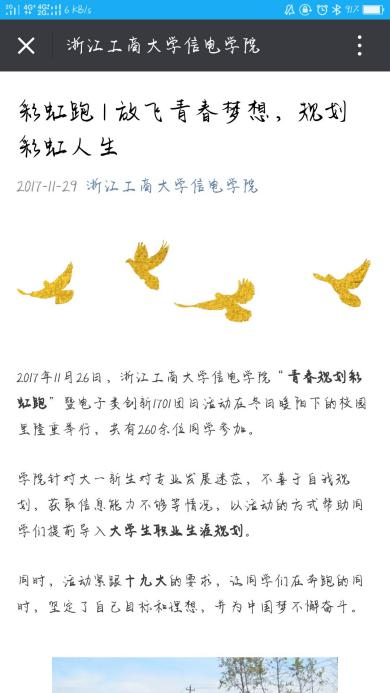 6 KB/s 91%
浙江工商大学信电学院
彩虹跑 | 放飞青春梦想，规划
彩虹人生
2017-11-29 浙江工商大学信电学院
2017年11月26日，浙江工商大学信电学院“青春规划彩
虹跑”暨电子类创新1701团日活动在冬日暖阳下的校园
里隆重举行，共有260余位同学参加。
学院针对大一新生对专业发展迷茫，不善于自我规
划，获取信息能力不够等情况，以活动的方式帮助同
学们提前导入大学生职业生涯规划。
同时，活动紧跟十九大的要求，让同学们在奔跑的同
时，坚定了自己目标和理想，并为中国梦不懈奋斗。